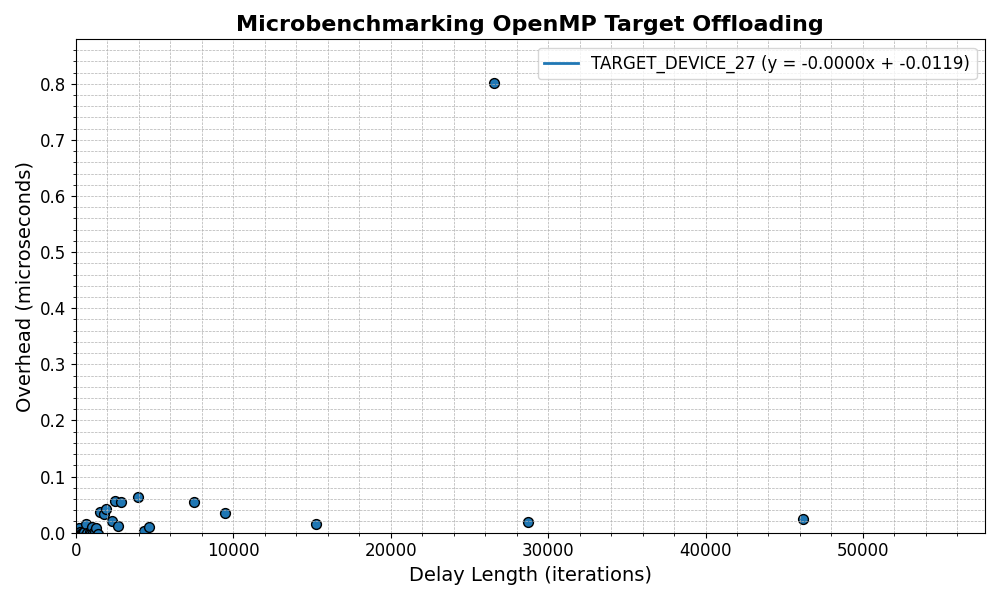 Microbenchmarking OpenMP Target Offloading
TARGET_DEVICE_27 (y = -0.0000x + -0.0119)
Overhead (microseconds)
0.8
0.7
0.6
0.5
0.4
0.3
0.2
0.1
0.0
0 10000 20000 30000 40000 50000
Delay Length (iterations)